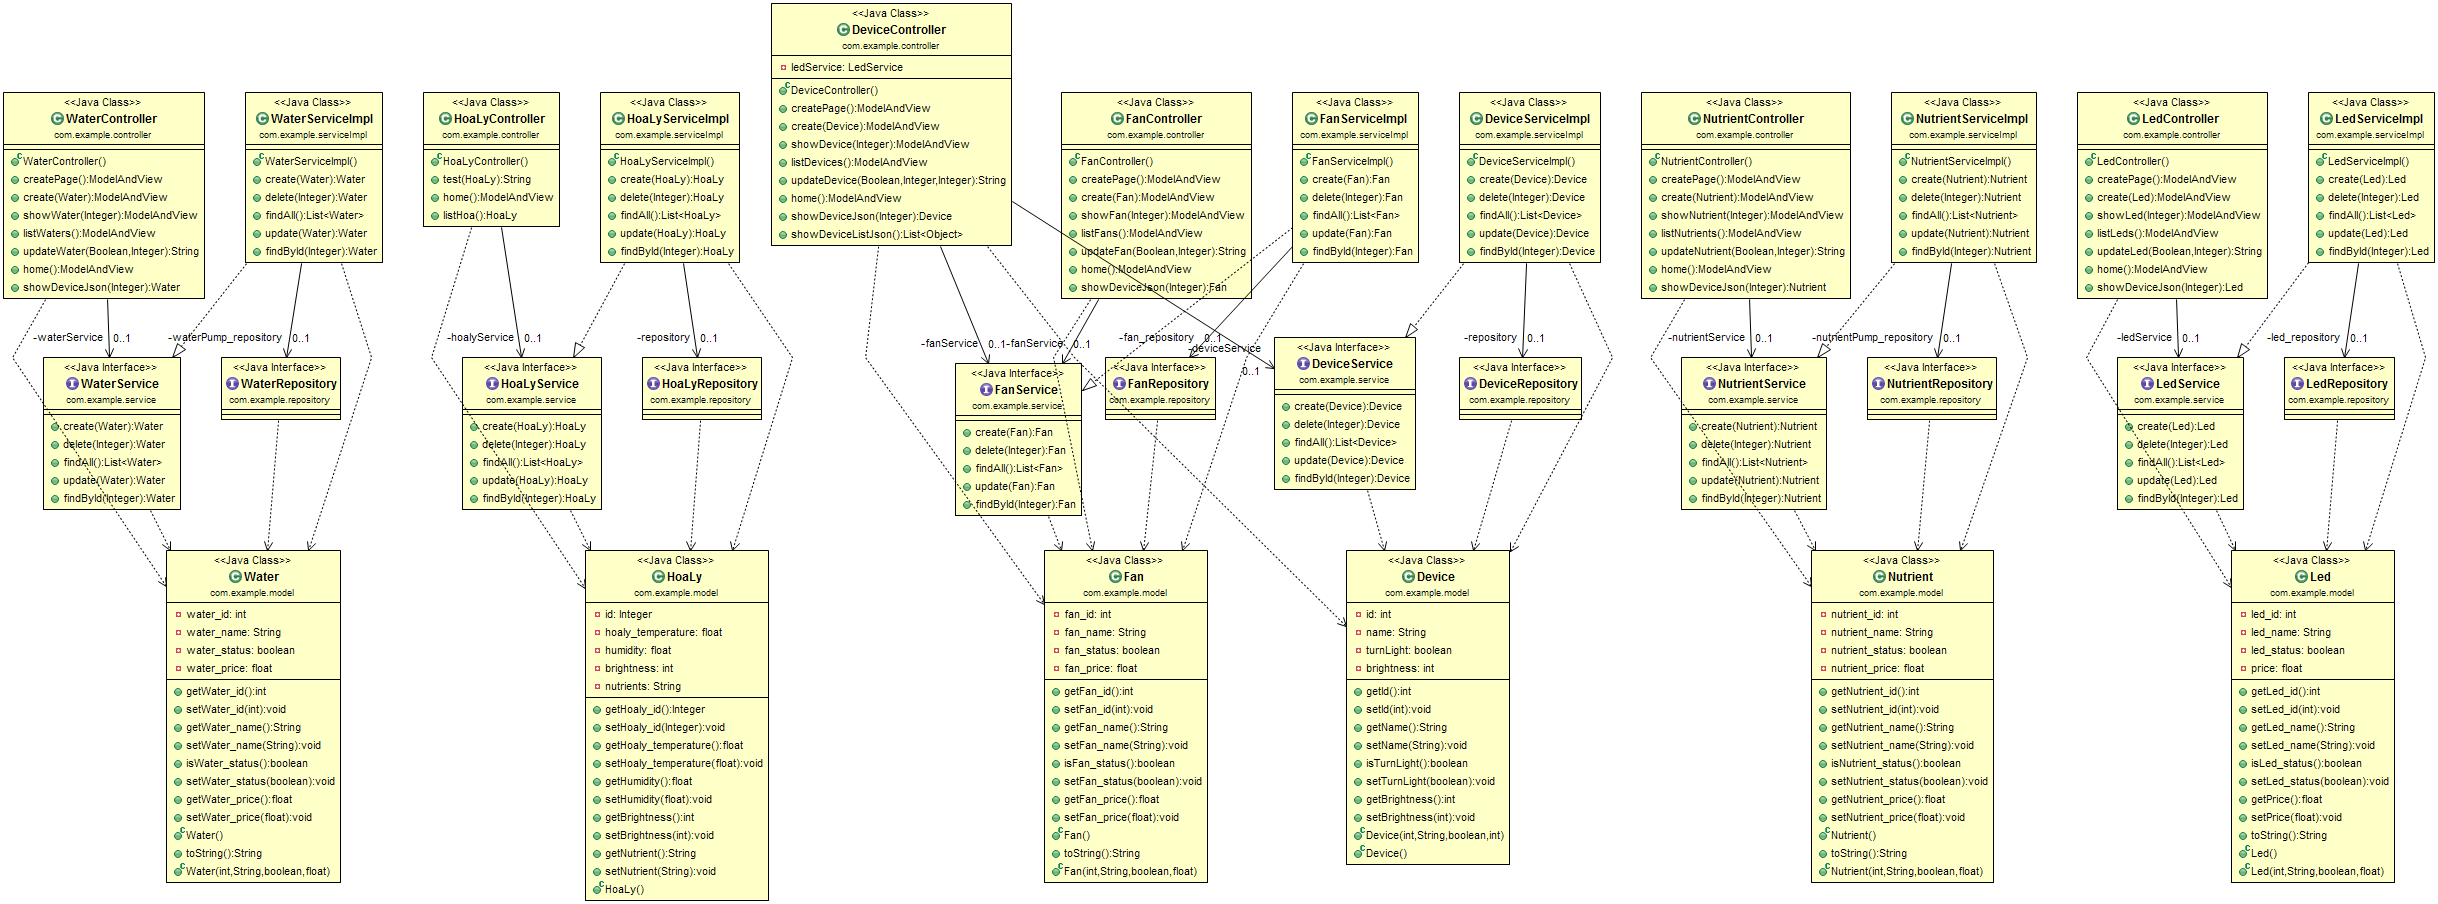 <<Java Class>>
DeviceController
com.example.controller
ledService: LedService
DeviceController()
createPage():ModelAndView
create(Device):ModelAndView
showDevice(Integer):ModelAndView
listDevices():ModelAndView
updateDevice(Boolean,Integer,Integer):String
home():ModelAndView
showDeviceJson(Integer):Device
showDeviceListJson():List<Object>
<<Java Class>>
WaterController
com.example.controller
WaterController()
createPage():ModelAndView
create(Water):ModelAndView
showWater(Integer):ModelAndView
listWaters():ModelAndView
updateWater(Boolean,Integer):String
home():ModelAndView
showDeviceJson(Integer):Water
<<Java Class>>
WaterServiceImpl
com.example.serviceImpl
WaterServiceImpl()
create(Water):Water
delete(Integer):Water
findAll():List<Water>
update(Water):Water
findById(Integer):Water
<<Java Class>>
HoaLyController
com.example.controller
HoaLyController()
test(HoaLy):String
home():ModelAndView
listHoa():HoaLy
<<Java Class>>
HoaLyServiceImpl
com.example.serviceImpl
HoaLyServiceImpl()
create(HoaLy):HoaLy
delete(Integer):HoaLy
findAll():List<HoaLy>
update(HoaLy):HoaLy
findById(Integer):HoaLy
<<Java Class>>
FanController
com.example.controller
FanController()
createPage():ModelAndView
create(Fan):ModelAndView
showFan(Integer):ModelAndView
listFans():ModelAndView
updateFan(Boolean,Integer):String
home():ModelAndView
showDeviceJson(Integer):Fan
<<Java Class>>
FanServiceImpl
com.example.serviceImpl
FanServiceImpl()
create(Fan):Fan
delete(Integer):Fan
findAll():List<Fan>
update(Fan):Fan
findById(Integer):Fan
<<Java Class>>
DeviceServiceImpl
com.example.serviceImpl
DeviceServiceImpl()
create(Device):Device
delete(Integer):Device
findAll():List<Device>
update(Device):Device
findById(Integer):Device
<<Java Class>>
NutrientController
com.example.controller
NutrientController()
createPage():ModelAndView
create(Nutrient):ModelAndView
showNutrient(Integer):ModelAndView
listNutrients():ModelAndView
updateNutrient(Boolean,Integer):String
home():ModelAndView
showDeviceJson(Integer):Nutrient
<<Java Class>>
NutrientServiceImpl
com.example.serviceImpl
NutrientServiceImpl()
create(Nutrient):Nutrient
delete(Integer):Nutrient
findAll():List<Nutrient>
update(Nutrient):Nutrient
findById(Integer):Nutrient
<<Java Class>>
LedController
com.example.controller
LedController()
createPage():ModelAndView
create(Led):ModelAndView
showLed(Integer):ModelAndView
listLeds():ModelAndView
updateLed(Boolean,Integer):String
home():ModelAndView
showDeviceJson(Integer):Led
<<Java Class>>
LedServiceImpl
com.example.serviceImpl
LedServiceImpl()
create(Led):Led
delete(Integer):Led
findAll():List<Led>
update(Led):Led
findById(Integer):Led
-waterService 0..1
-waterPump_repository 0..1
-hoalyService 0..1
-repository 0..1
-fanService 0..1
-fanService 0..1
-fan_repository 0..1
-deviceService 0..1
-repository 0..1
-nutrientService 0..1
-nutrientPump_repository 0..1
-ledService 0..1
-led_repository 0..1
<<Java Interface>>
WaterService
com.example.service
create(Water):Water
delete(Integer):Water
findAll():List<Water>
update(Water):Water
findById(Integer):Water
<<Java Interface>>
WaterRepository
com.example.repository
<<Java Interface>>
HoaLyService
com.example.service
create(HoaLy):HoaLy
delete(Integer):HoaLy
findAll():List<HoaLy>
update(HoaLy):HoaLy
findById(Integer):HoaLy
<<Java Interface>>
HoaLyRepository
com.example.repository
<<Java Interface>>
FanService
com.example.service
create(Fan):Fan
delete(Integer):Fan
findAll():List<Fan>
update(Fan):Fan
findById(Integer):Fan
<<Java Interface>>
FanRepository
com.example.repository
<<Java Interface>>
DeviceService
com.example.service
create(Device):Device
delete(Integer):Device
findAll():List<Device>
update(Device):Device
findById(Integer):Device
<<Java Interface>>
DeviceRepository
com.example.repository
<<Java Interface>>
NutrientService
com.example.service
create(Nutrient):Nutrient
delete(Integer):Nutrient
findAll():List<Nutrient>
update(Nutrient):Nutrient
findById(Integer):Nutrient
<<Java Interface>>
NutrientRepository
com.example.repository
<<Java Interface>>
LedService
com.example.service
create(Led):Led
delete(Integer):Led
findAll():List<Led>
update(Led):Led
findById(Integer):Led
<<Java Interface>>
LedRepository
com.example.repository
<<Java Class>>
Water
com.example.model
water_id: int
water_name: String
water_status: boolean
water_price: float
getWater_id():int
setWater_id(int):void
getWater_name():String
setWater_name(String):void
isWater_status():boolean
setWater_status(boolean):void
getWater_price():float
setWater_price(float):void
Water()
toString():String
Water(int,String,boolean,float)
<<Java Class>>
HoaLy
com.example.model
id: Integer
hoaly_temperature: float
humidity: float
brightness: int
nutrients: String
getHoaly_id():Integer
setHoaly_id(Integer):void
getHoaly_temperature():float
setHoaly_temperature(float):void
getHumidity():float
setHumidity(float):void
getBrightness():int
setBrightness(int):void
getNutrient():String
setNutrient(String):void
HoaLy()
<<Java Class>>
Fan
com.example.model
fan_id: int
fan_name: String
fan_status: boolean
fan_price: float
getFan_id():int
setFan_id(int):void
getFan_name():String
setFan_name(String):void
isFan_status():boolean
setFan_status(boolean):void
getFan_price():float
setFan_price(float):void
Fan()
toString():String
Fan(int,String,boolean,float)
<<Java Class>>
Device
com.example.model
id: int
name: String
turnLight: boolean
brightness: int
getId():int
setId(int):void
getName():String
setName(String):void
isTurnLight():boolean
setTurnLight(boolean):void
getBrightness():int
setBrightness(int):void
Device(int,String,boolean,int)
Device()
<<Java Class>>
Nutrient
com.example.model
nutrient_id: int
nutrient_name: String
nutrient_status: boolean
nutrient_price: float
getNutrient_id():int
setNutrient_id(int):void
getNutrient_name():String
setNutrient_name(String):void
isNutrient_status():boolean
setNutrient_status(boolean):void
getNutrient_price():float
setNutrient_price(float):void
Nutrient()
toString():String
Nutrient(int,String,boolean,float)
<<Java Class>>
Led
com.example.model
led_id: int
led_name: String
led_status: boolean
price: float
getLed_id():int
setLed_id(int):void
getLed_name():String
setLed_name(String):void
isLed_status():boolean
setLed_status(boolean):void
getPrice():float
setPrice(float):void
toString():String
Led()
Led(int,String,boolean,float)